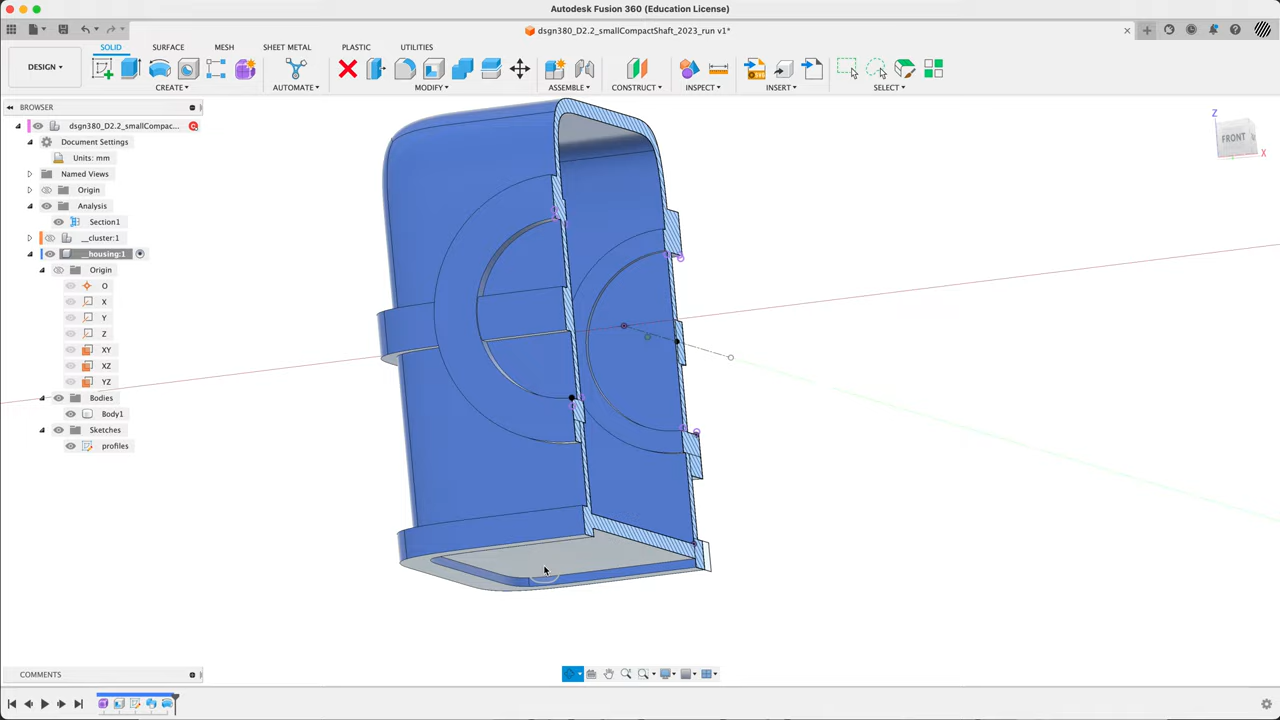 Autodesk Fusion 360 (Education License)
dsgn380_D2.2_smallCompactShaft_2023_run v1*
SOLID
SURFACE
MESH
SHEET METAL
PLASTIC
UTILITIES
DESIGN
CREATE
AUTOMATE
MODIFY
ASSEMBLE
CONSTRUCT
INSPECT
INSERT
SELECT
BROWSER
dsgn380_D2.2_smallCompac...
Document Settings
Units: mm
Named Views
Origin
Analysis
Section1
__cluster:1
__housing:1
Origin
O
X
Y
Z
XY
XZ
YZ
Bodies
Body1
Sketches
profiles
Z
FRONT
X
COMMENTS